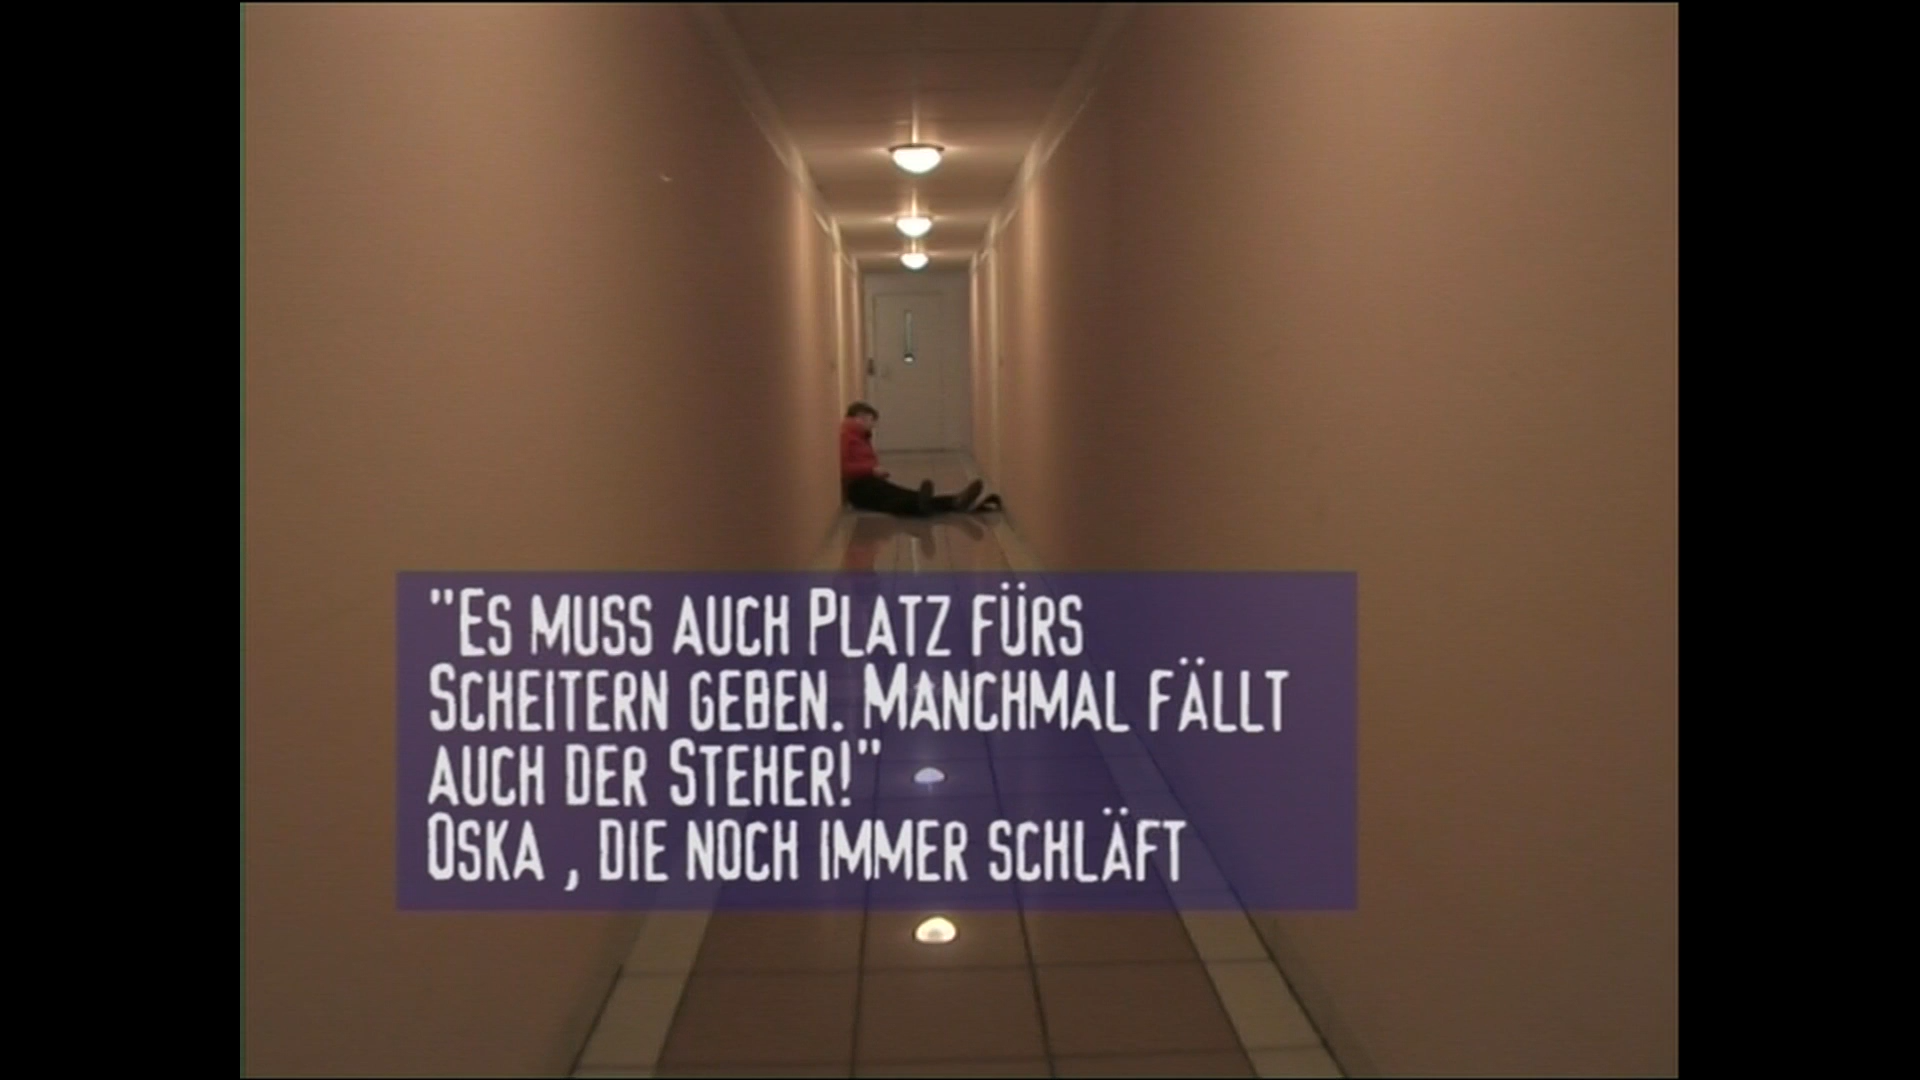 "Es muss auch Platz fürs
Scheitern geben. Manchmal fällt
auch der Steher!"
Oska , die noch immer schläft